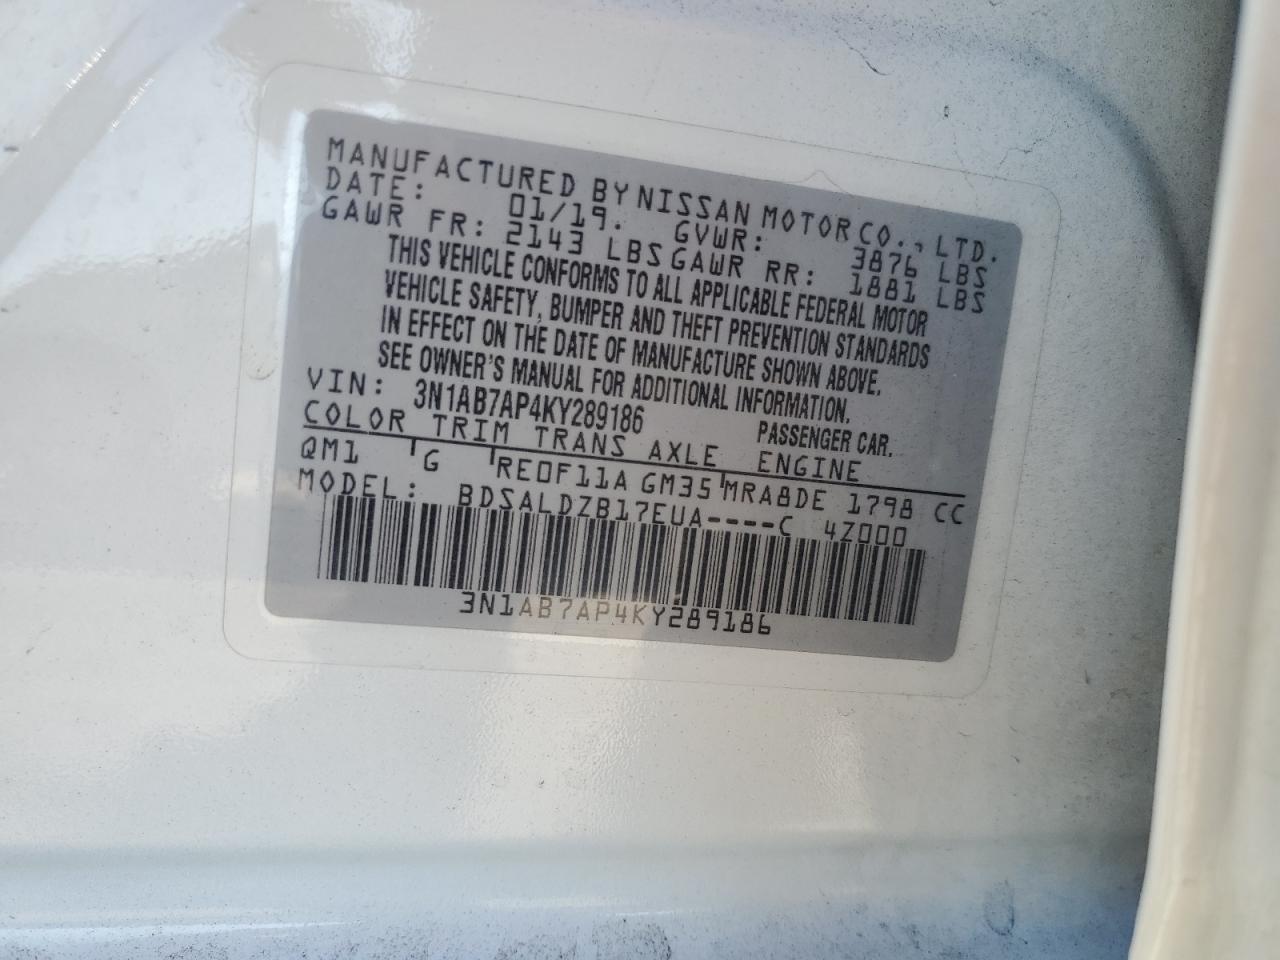 MANUFACTURED BY NISSAN MOTOR CO., LTD.
DATE: 01/19. GVWR: 3876 LBS
GAWR FR: 2143 LBS GAWR RR: 1881 LBS
THIS VEHICLE CONFORMS TO ALL APPLICABLE FEDERAL MOTOR
VEHICLE SAFETY, BUMPER AND THEFT PREVENTION STANDARDS
IN EFFECT ON THE DATE OF MANUFACTURE SHOWN ABOVE.
SEE OWNER'S MANUAL FOR ADDITIONAL INFORMATION.
VIN: 3N1AB7AP4KY289186 PASSENGER CAR.
COLOR TRIM TRANS AXLE ENGINE
QM1 G RE0F11A GM35 MRA8DE 1798 CC
MODEL: BDSALDZB17EUA----C 4Z000
3N1AB7AP4KY289186